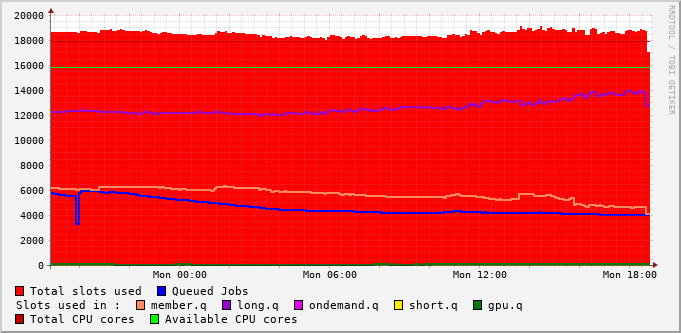 RRDTOOL / TOBI OETIKER
20000
18000
16000
14000
12000
10000
8000
6000
4000
2000
0
Mon 00:00 Mon 06:00 Mon 12:00 Mon 18:00
Total slots used Queued Jobs
Slots used in : member.q long.q ondemand.q short.q gpu.q
Total CPU cores Available CPU cores